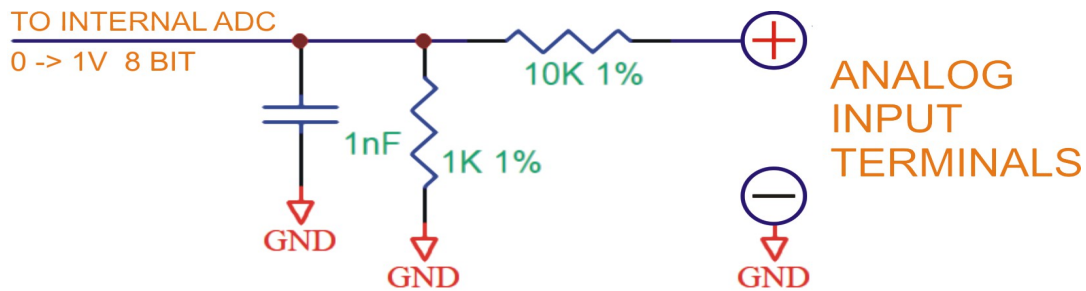 TO INTERNAL ADC
0 -> 1V 8 BIT
10K 1%
ANALOG
INPUT
TERMINALS
1nF
1K 1%
GND
GND
GND